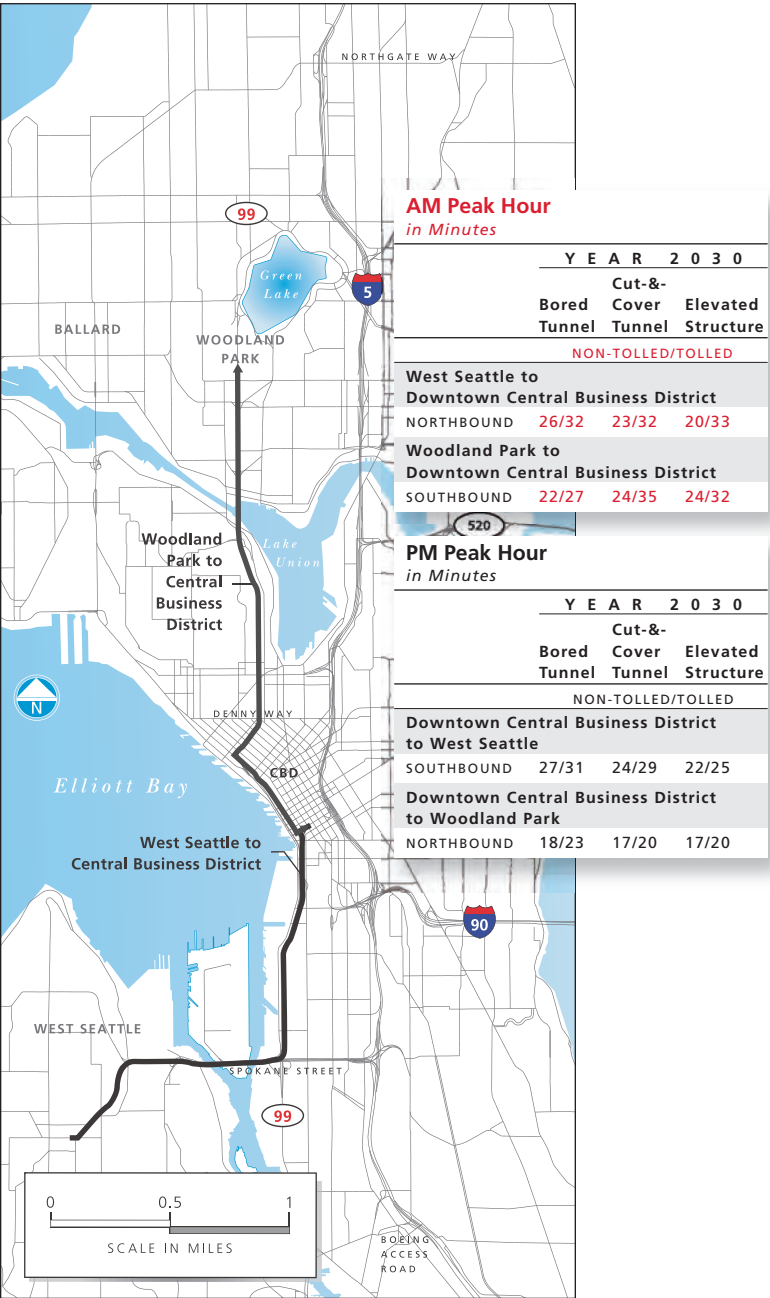 NORTHGATE WAY
99
Green
Lake
5
BALLARD
WOODLAND
PARK
Woodland
Park to
Central
Business
District
Lake
Union
520
N
DENNY WAY
CBD
Elliott Bay
West Seattle to
Central Business District
90
WEST SEATTLE
SPOKANE STREET
99
0 0.5 1
SCALE IN MILES
BOEING
ACCESS
ROAD
AM Peak Hour
in Minutes
YEAR 2030
Cut-&-
Bored Cover Elevated
Tunnel Tunnel Structure
NON-TOLLED/TOLLED
West Seattle to
Downtown Central Business District
NORTHBOUND 26/32 23/32 20/33
Woodland Park to
Downtown Central Business District
SOUTHBOUND 22/27 24/35 24/32
PM Peak Hour
in Minutes
YEAR 2030
Cut-&-
Bored Cover Elevated
Tunnel Tunnel Structure
NON-TOLLED/TOLLED
Downtown Central Business District
to West Seattle
SOUTHBOUND 27/31 24/29 22/25
Downtown Central Business District
to Woodland Park
NORTHBOUND 18/23 17/20 17/20